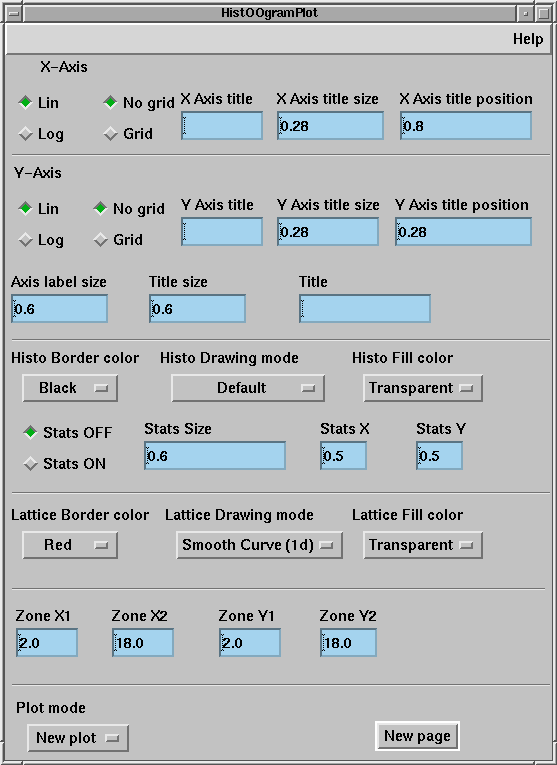 HistOOgramPlot
Help
X-Axis
Lin No grid X Axis title X Axis title size X Axis title position
Log Grid 0.28 0.8
Y-Axis
Lin No grid Y Axis title Y Axis title size Y Axis title position
Log Grid 0.28 0.28
Axis label size Title size Title
0.6 0.6
Histo Border color Histo Drawing mode Histo Fill color
Black Default Transparent
Stats OFF Stats Size Stats X Stats Y
Stats ON 0.6 0.5 0.5
Lattice Border color Lattice Drawing mode Lattice Fill color
Red Smooth Curve (1d) Transparent
Zone X1 Zone X2 Zone Y1 Zone Y2
2.0 18.0 2.0 18.0
Plot mode
New plot New page